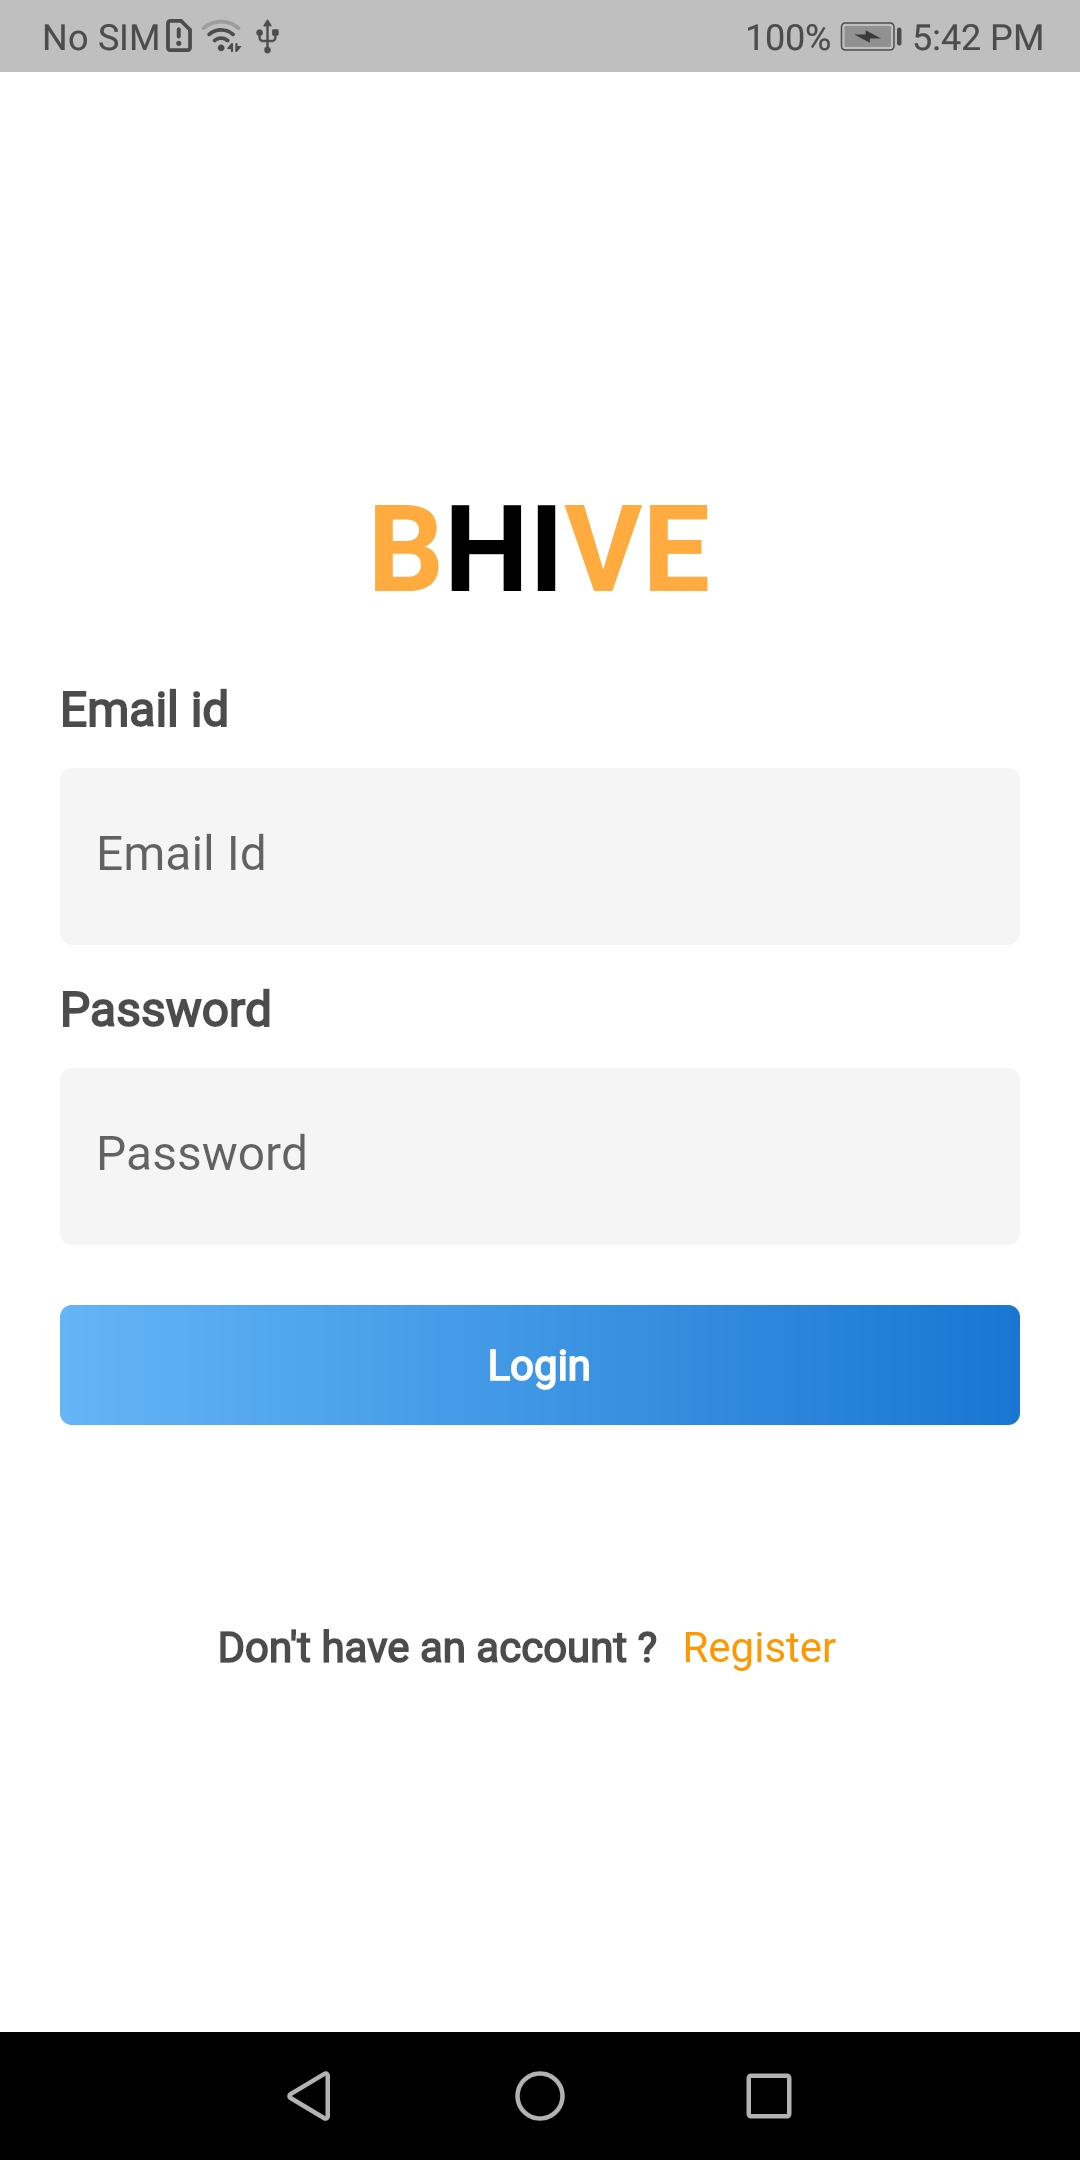 No SIM 100% 5:42 PM
BHIVE
Email id
Email Id
Password
Password
Login
Don't have an account ? Register